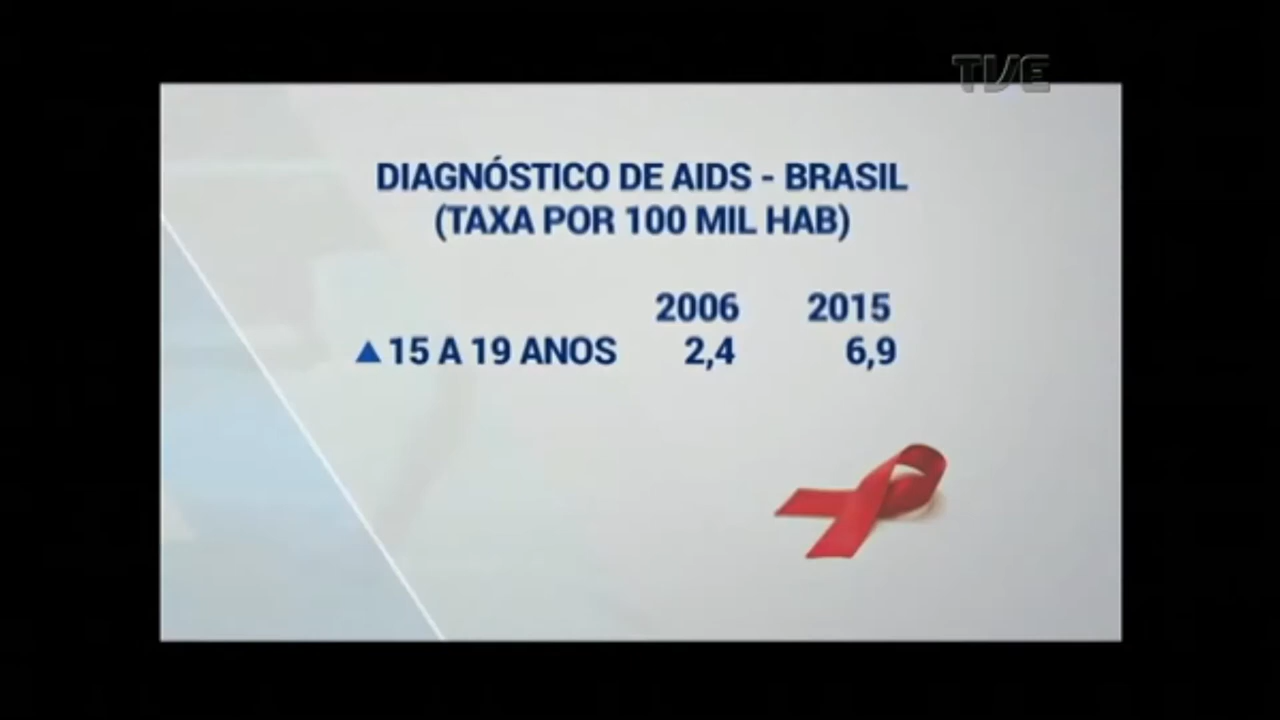 TVE
DIAGNÓSTICO DE AIDS - BRASIL
(TAXA POR 100 MIL HAB)
2006 2015
▲ 15 A 19 ANOS 2,4 6,9